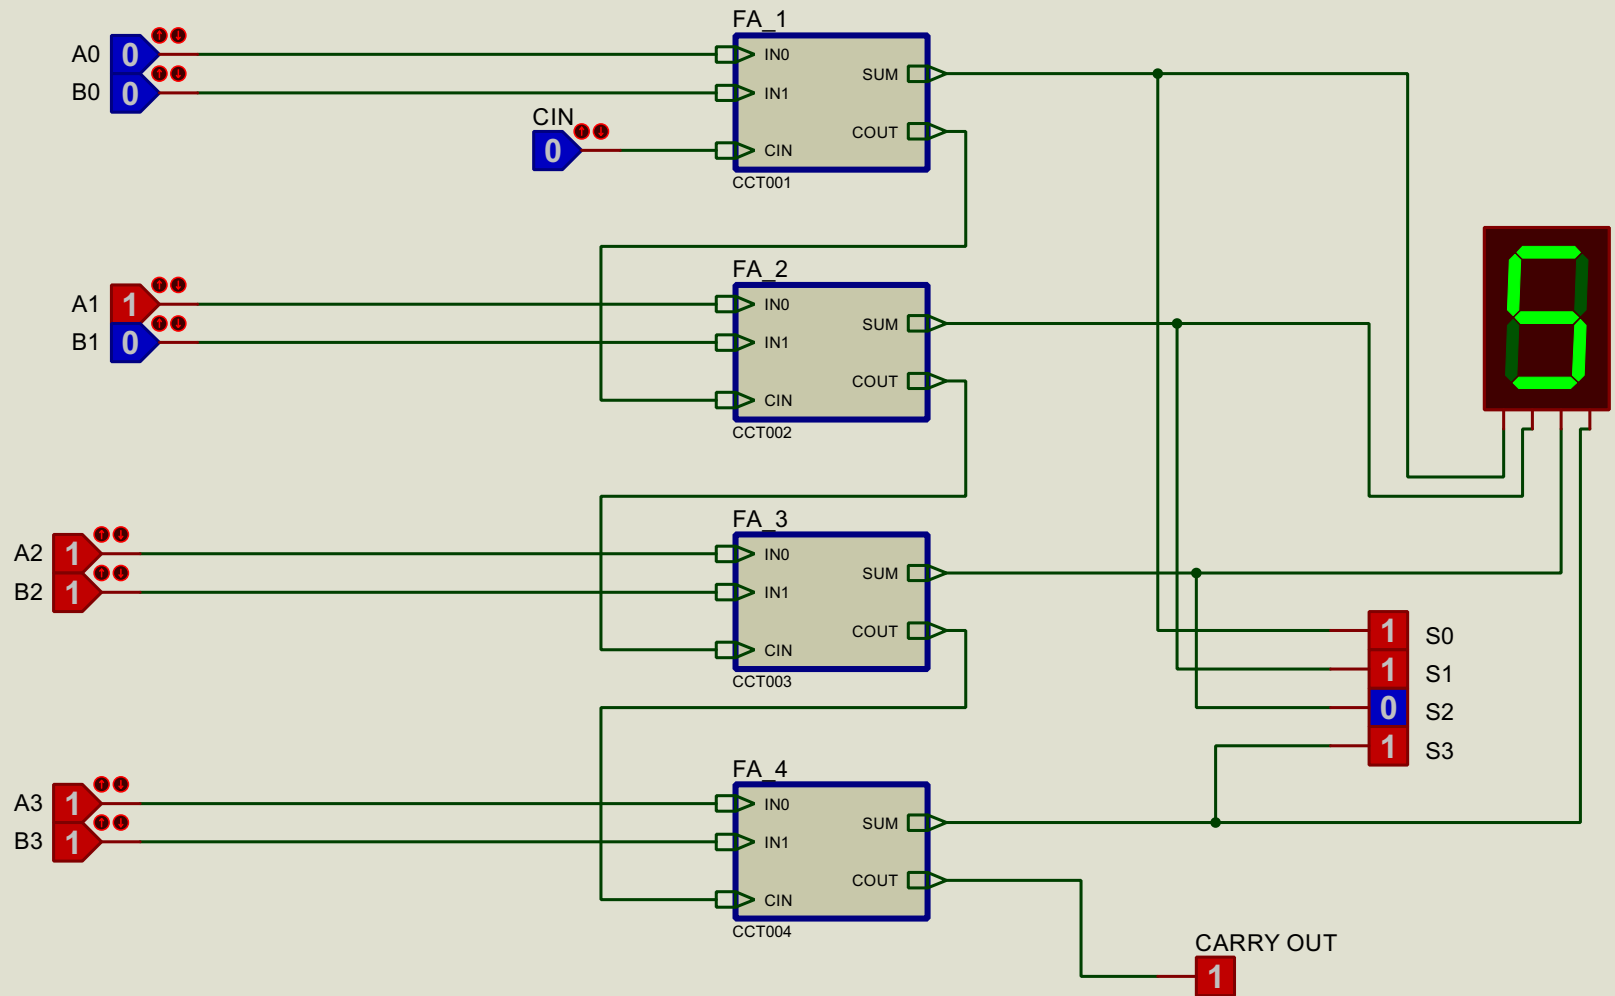 FA_1
A0 0
B0 0
CIN
0
IN0
IN1
CIN
SUM
COUT
CCT001
FA_2
A1 1
B1 0
IN0
IN1
CIN
SUM
COUT
CCT002
FA_3
A2 1
B2 1
IN0
IN1
CIN
SUM
COUT
CCT003
5
1 S0
1 S1
0 S2
1 S3
FA_4
A3 1
B3 1
IN0
IN1
CIN
SUM
COUT
CCT004
CARRY OUT
1